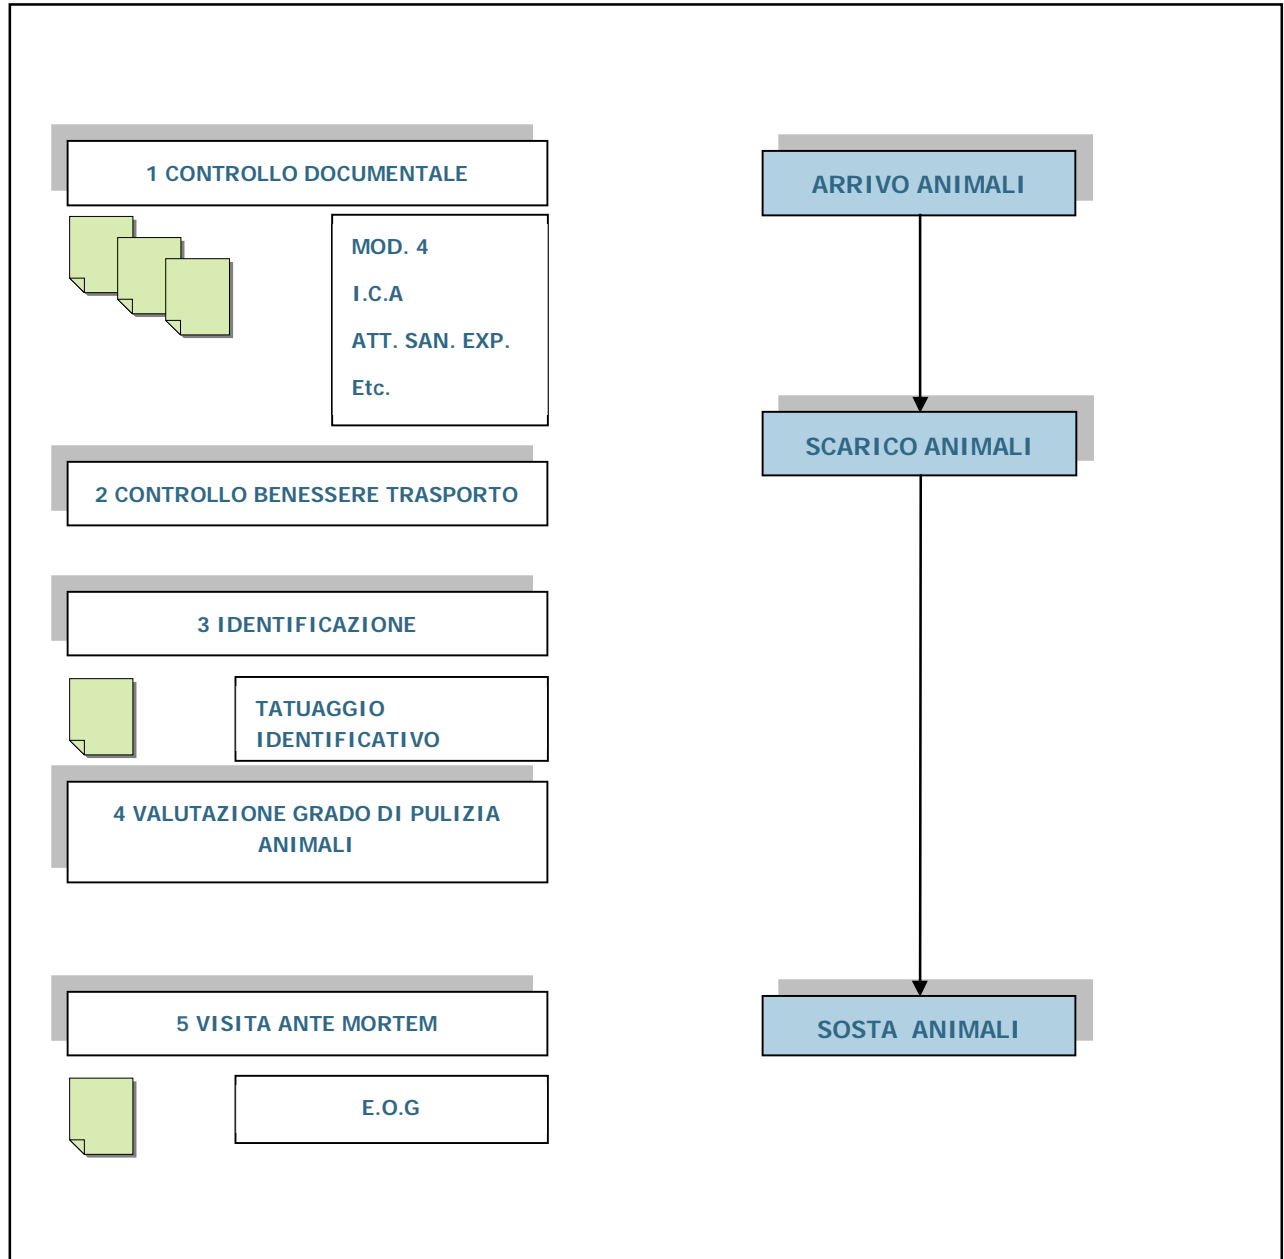 1 CONTROLLO DOCUMENTALE
MOD. 4
I.C.A
ATT. SAN. EXP.
Etc.
2 CONTROLLO BENESSERE TRASPORTO
3 IDENTIFICAZIONE
TATUAGGIO
IDENTIFICATIVO
4 VALUTAZIONE GRADO DI PULIZIA
ANIMALI
5 VISITA ANTE MORTEM
E.O.G
ARRIVO ANIMALI
SCARICO ANIMALI
SOSTA ANIMALI